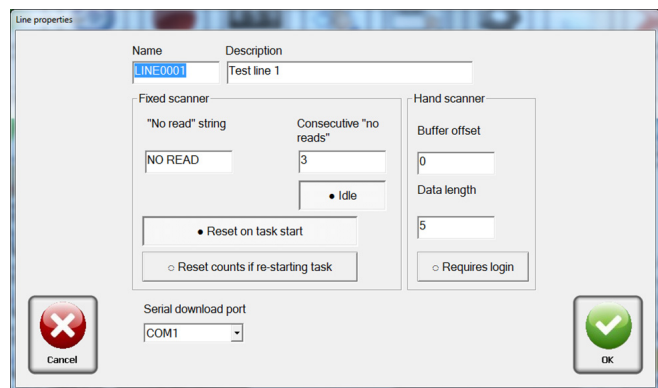 Line properties
Name
Description
LINE0001
Test line 1
Fixed scanner
"No read" string
Consecutive "no
reads"
NO READ
3
● Idle
● Reset on task start
○ Reset counts if re-starting task
Hand scanner
Buffer offset
0
Data length
5
○ Requires login
Serial download port
COM1
Cancel
OK